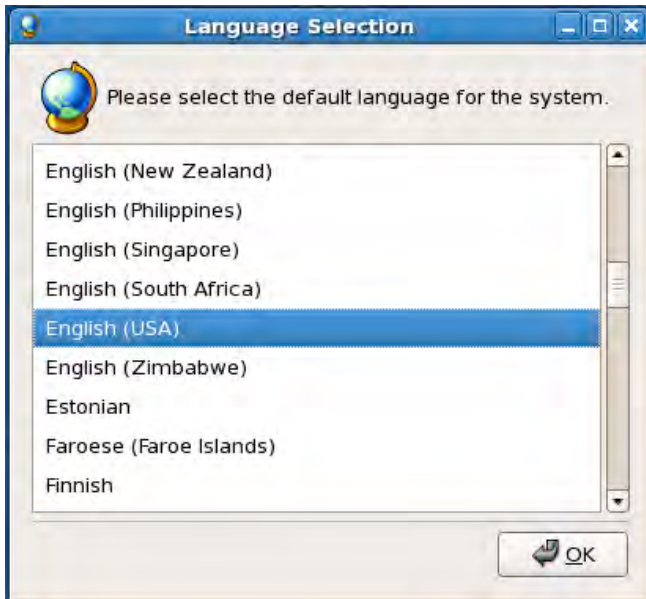 Language Selection
Please select the default language for the system.
English (New Zealand)
English (Philippines)
English (Singapore)
English (South Africa)
English (USA)
English (Zimbabwe)
Estonian
Faroese (Faroe Islands)
Finnish
OK